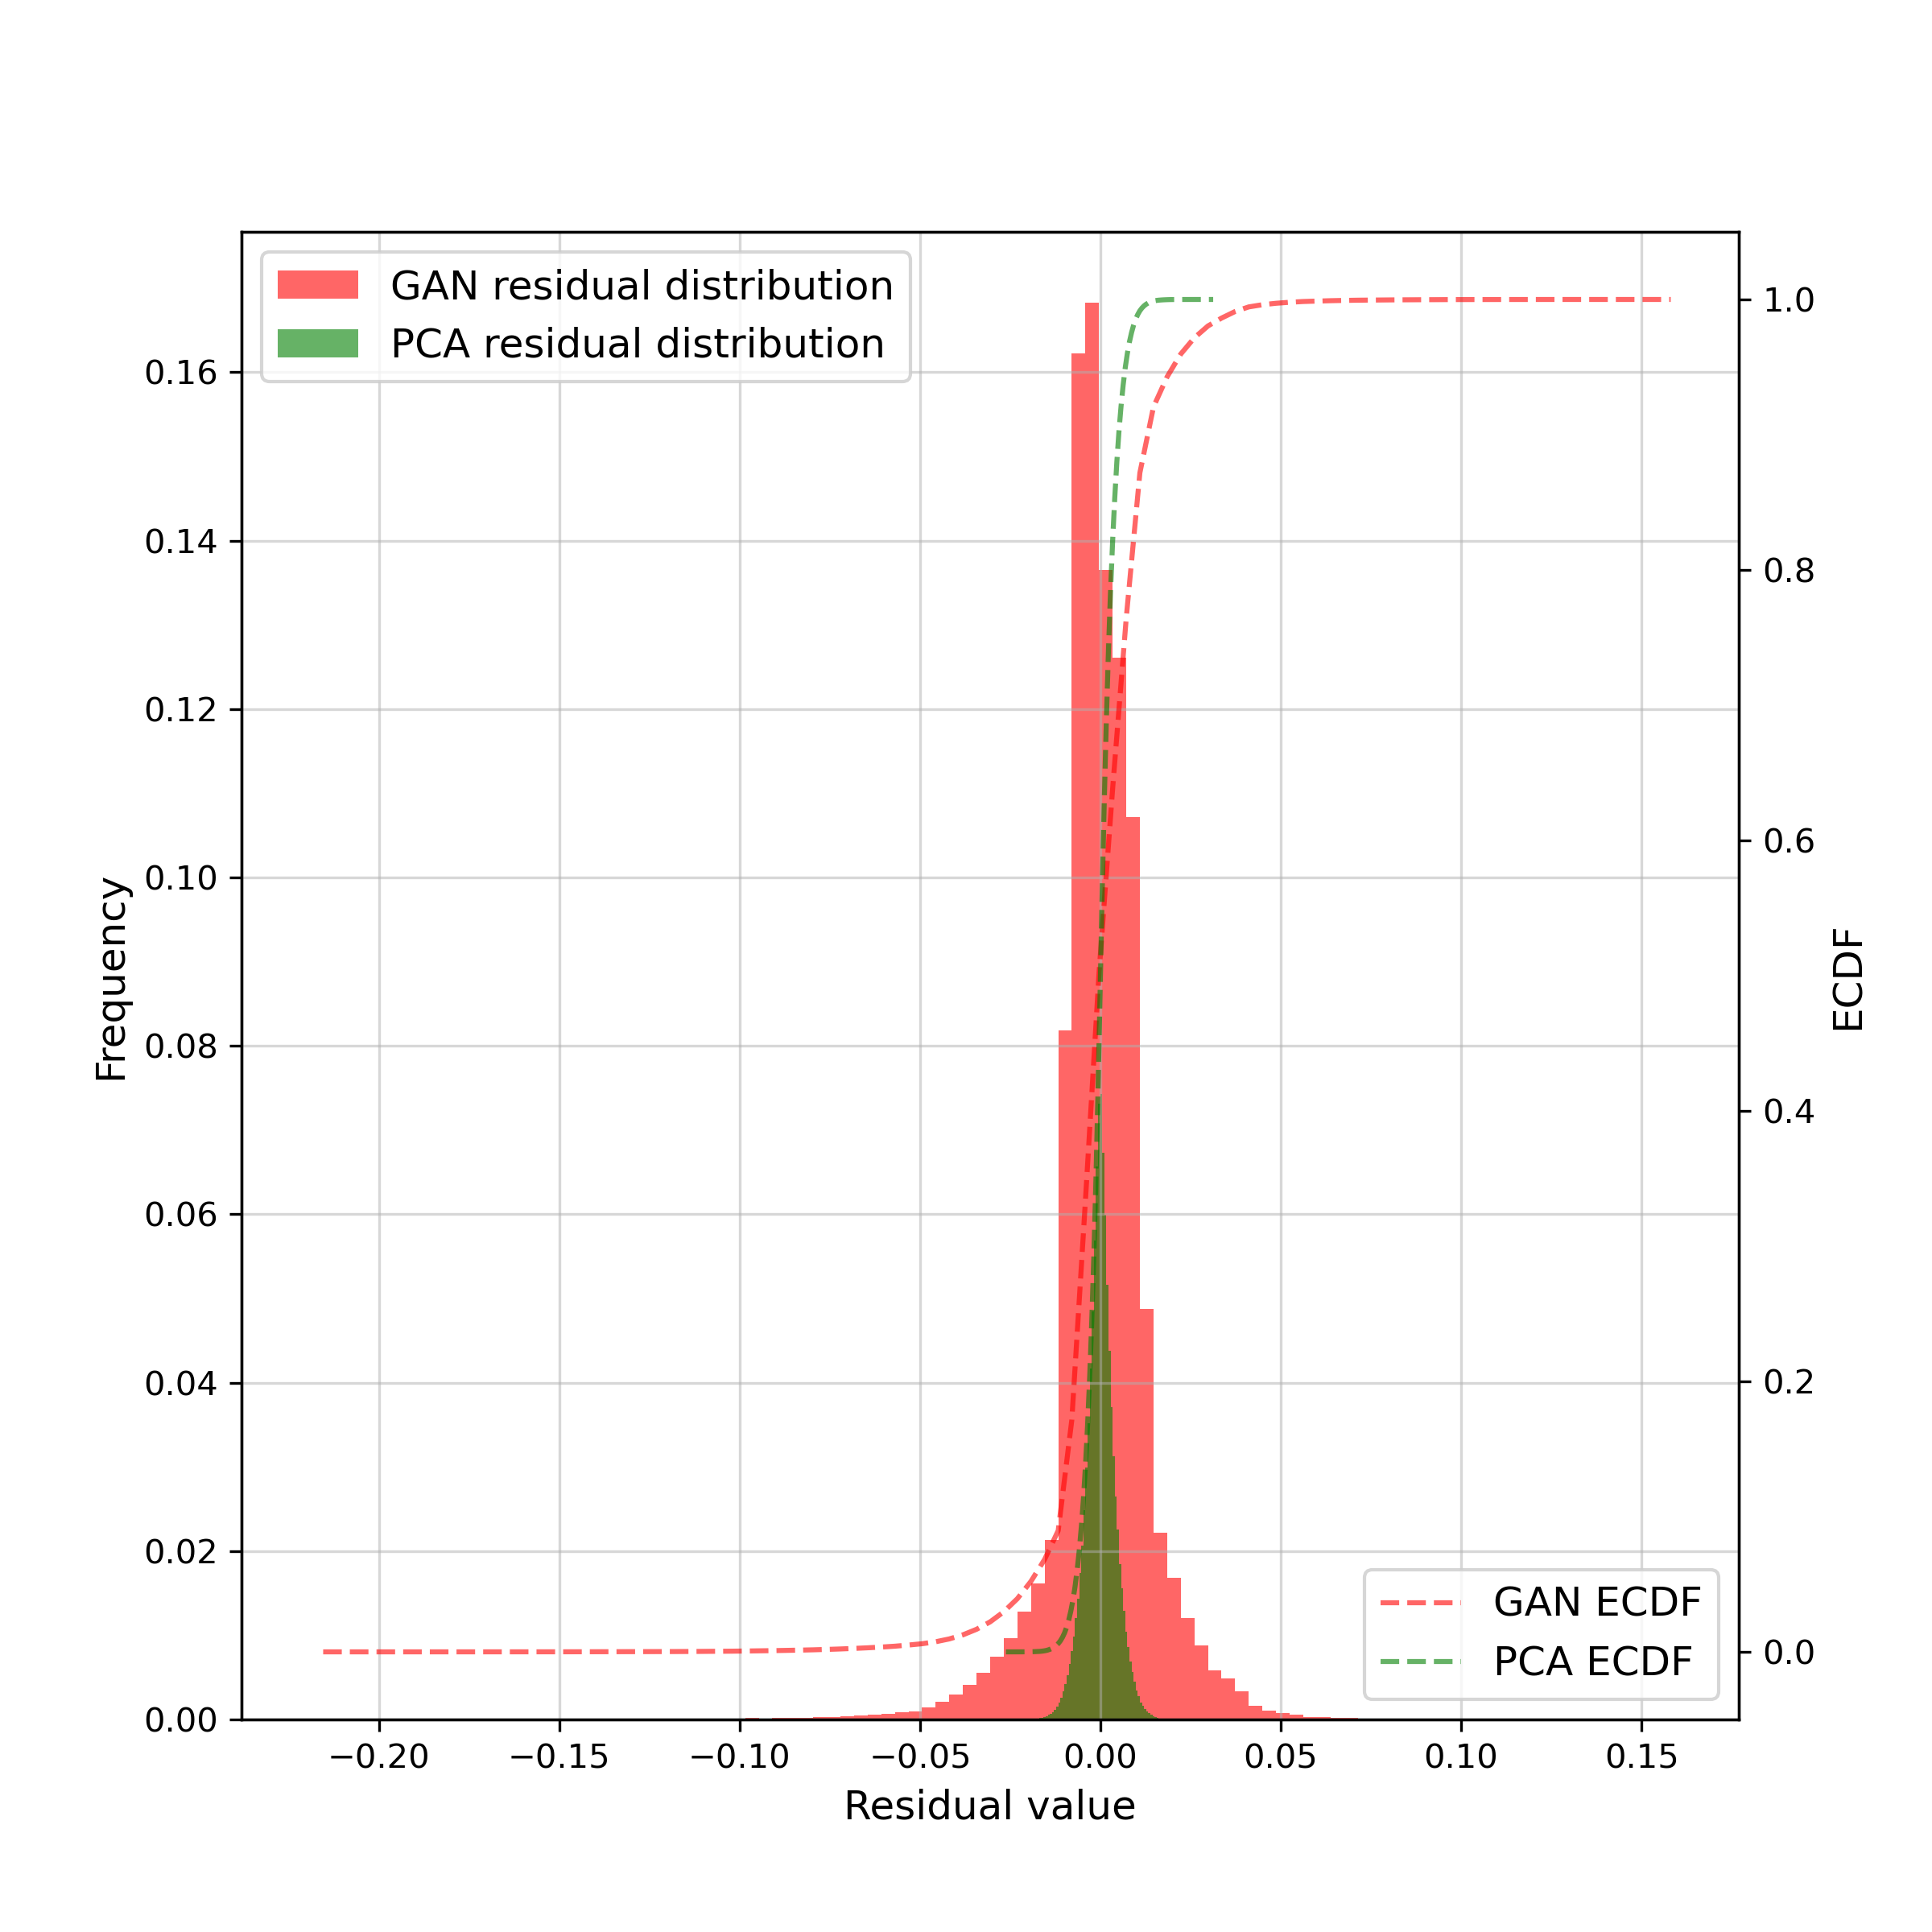 GAN residual distribution
PCA residual distribution
0.16
0.14
0.12
0.10
0.08
0.06
0.04
0.02
0.00
Frequency
1.0
0.8
0.6
0.4
0.2
0.0
ECDF
GAN ECDF
PCA ECDF
−0.20 −0.15 −0.10 −0.05 0.00 0.05 0.10 0.15
Residual value